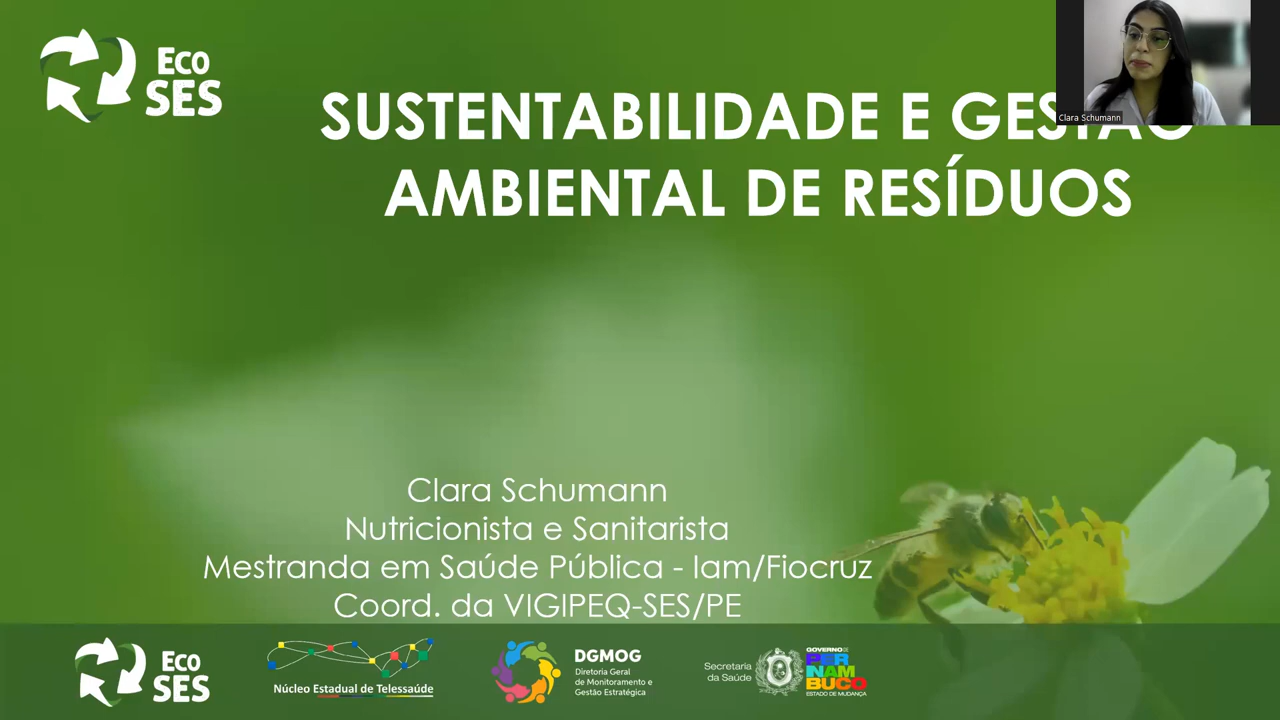 Eco
SES
SUSTENTABILIDADE E GESTÃO
AMBIENTAL DE RESÍDUOS
Clara Schumann
Clara Schumann
Nutricionista e Sanitarista
Mestranda em Saúde Pública - Iam/Fiocruz
Coord. da VIGIPEQ-SES/PE
Eco
SES
Núcleo Estadual de Telessaúde
DGMOG
Diretoria Geral
de Monitoramento e
Gestão Estratégica
Secretaria
da Saúde
GOVERNO DE
PER
NAM
BUCO
ESTADO DE MUDANÇA